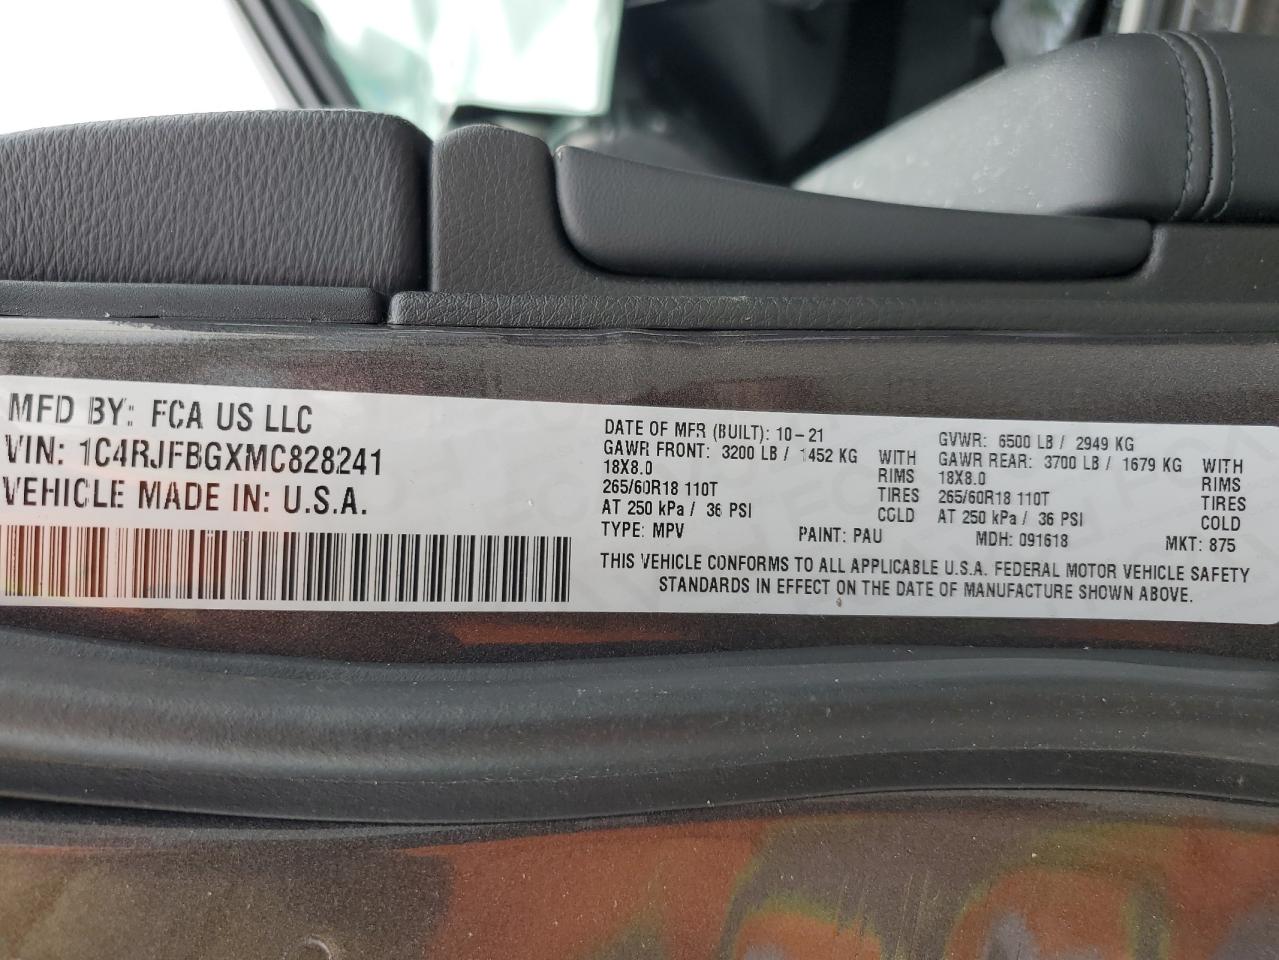 MFD BY: FCA US LLC
VIN: 1C4RJFBGXMC828241
VEHICLE MADE IN: U.S.A.
DATE OF MFR (BUILT): 10-21
GAWR FRONT: 3200 LB / 1452 KG WITH
18X8.0 RIMS
265/60R18 110T TIRES
AT 250 kPa / 36 PSI COLD
TYPE: MPV PAINT: PAU
GVWR: 6500 LB / 2949 KG
GAWR REAR: 3700 LB / 1679 KG WITH
18X8.0 RIMS
265/60R18 110T TIRES
AT 250 kPa / 36 PSI COLD
MDH: 091618 MKT: 875
THIS VEHICLE CONFORMS TO ALL APPLICABLE U.S.A. FEDERAL MOTOR VEHICLE SAFETY
STANDARDS IN EFFECT ON THE DATE OF MANUFACTURE SHOWN ABOVE.